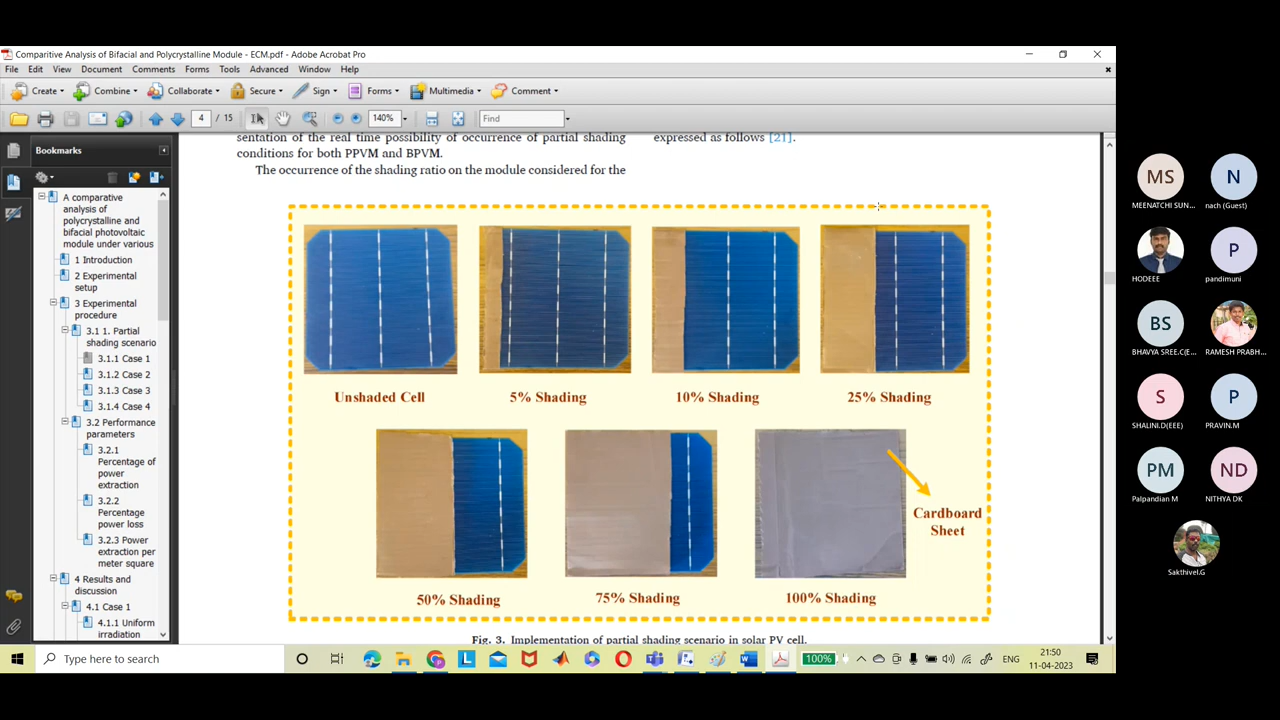 Comparitive Analysis of Bifacial and Polycrystalline Module - ECM.pdf - Adobe Acrobat Pro
File Edit View Document Comments Forms Tools Advanced Window Help
Create Combine Collaborate Secure Sign Forms Multimedia Comment
4 / 15 140% Find
Bookmarks
A comparative
analysis of
polycrystalline and
bifacial photovoltaic
module under various
1 Introduction
2 Experimental
setup
3 Experimental
procedure
3.1 1. Partial
shading scenario
3.1.1 Case 1
3.1.2 Case 2
3.1.3 Case 3
3.1.4 Case 4
3.2 Performance
parameters
3.2.1
Percentage of
power
extraction
3.2.2
Percentage
power loss
3.2.3 Power
extraction per
meter square
4 Results and
discussion
4.1 Case 1
4.1.1 Uniform
irradiation
sentation of the real time possibility of occurrence of partial shading
conditions for both PPVM and BPVM.
The occurrence of the shading ratio on the module considered for the
expressed as follows [21].
Unshaded Cell 5% Shading 10% Shading 25% Shading
Cardboard
Sheet
50% Shading 75% Shading 100% Shading
Fig. 3. Implementation of partial shading scenario in solar PV cell.
Type here to search
100%
ENG
21:50
11-04-2023
MS N
MEENATCHI SUN... nach (Guest)
P
HODEEE pandimuni
BS
BHAVYA SREE.C(E... RAMESH PRABH...
S P
SHALINI.D(EEE) PRAVIN.M
PM ND
Palpandian M NITHYA DK
Sakthivel.G